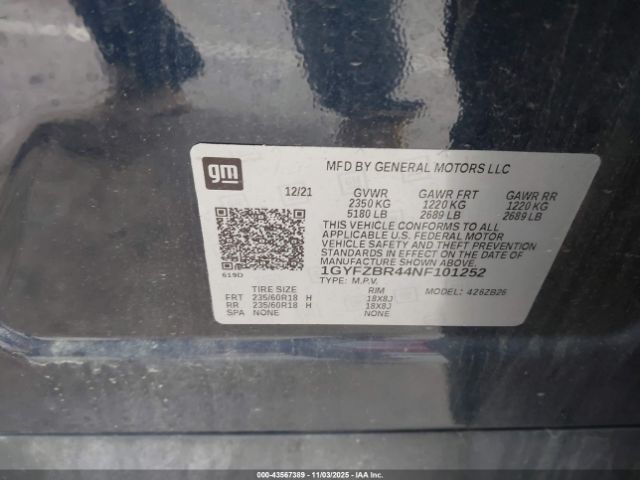 gm
MFD BY GENERAL MOTORS LLC
12/21 GVWR GAWR FRT GAWR RR
2350 KG 1220 KG 1220 KG
5180 LB 2689 LB 2689 LB
THIS VEHICLE CONFORMS TO ALL
APPLICABLE U.S. FEDERAL MOTOR
VEHICLE SAFETY AND THEFT PREVENTION
STANDARDS IN EFFECT ON THE DATE OF
MANUFACTURE SHOWN ABOVE.
1GYFZBR44NF101252
619D TYPE: M.P.V.
TIRE SIZE RIM MODEL: 4Z6ZB26
FRT 235/60R18 H 18X8J
RR 235/60R18 H 18X8J
SPA NONE NONE
000-43567389 - 11/03/2025 - IAAI.COM